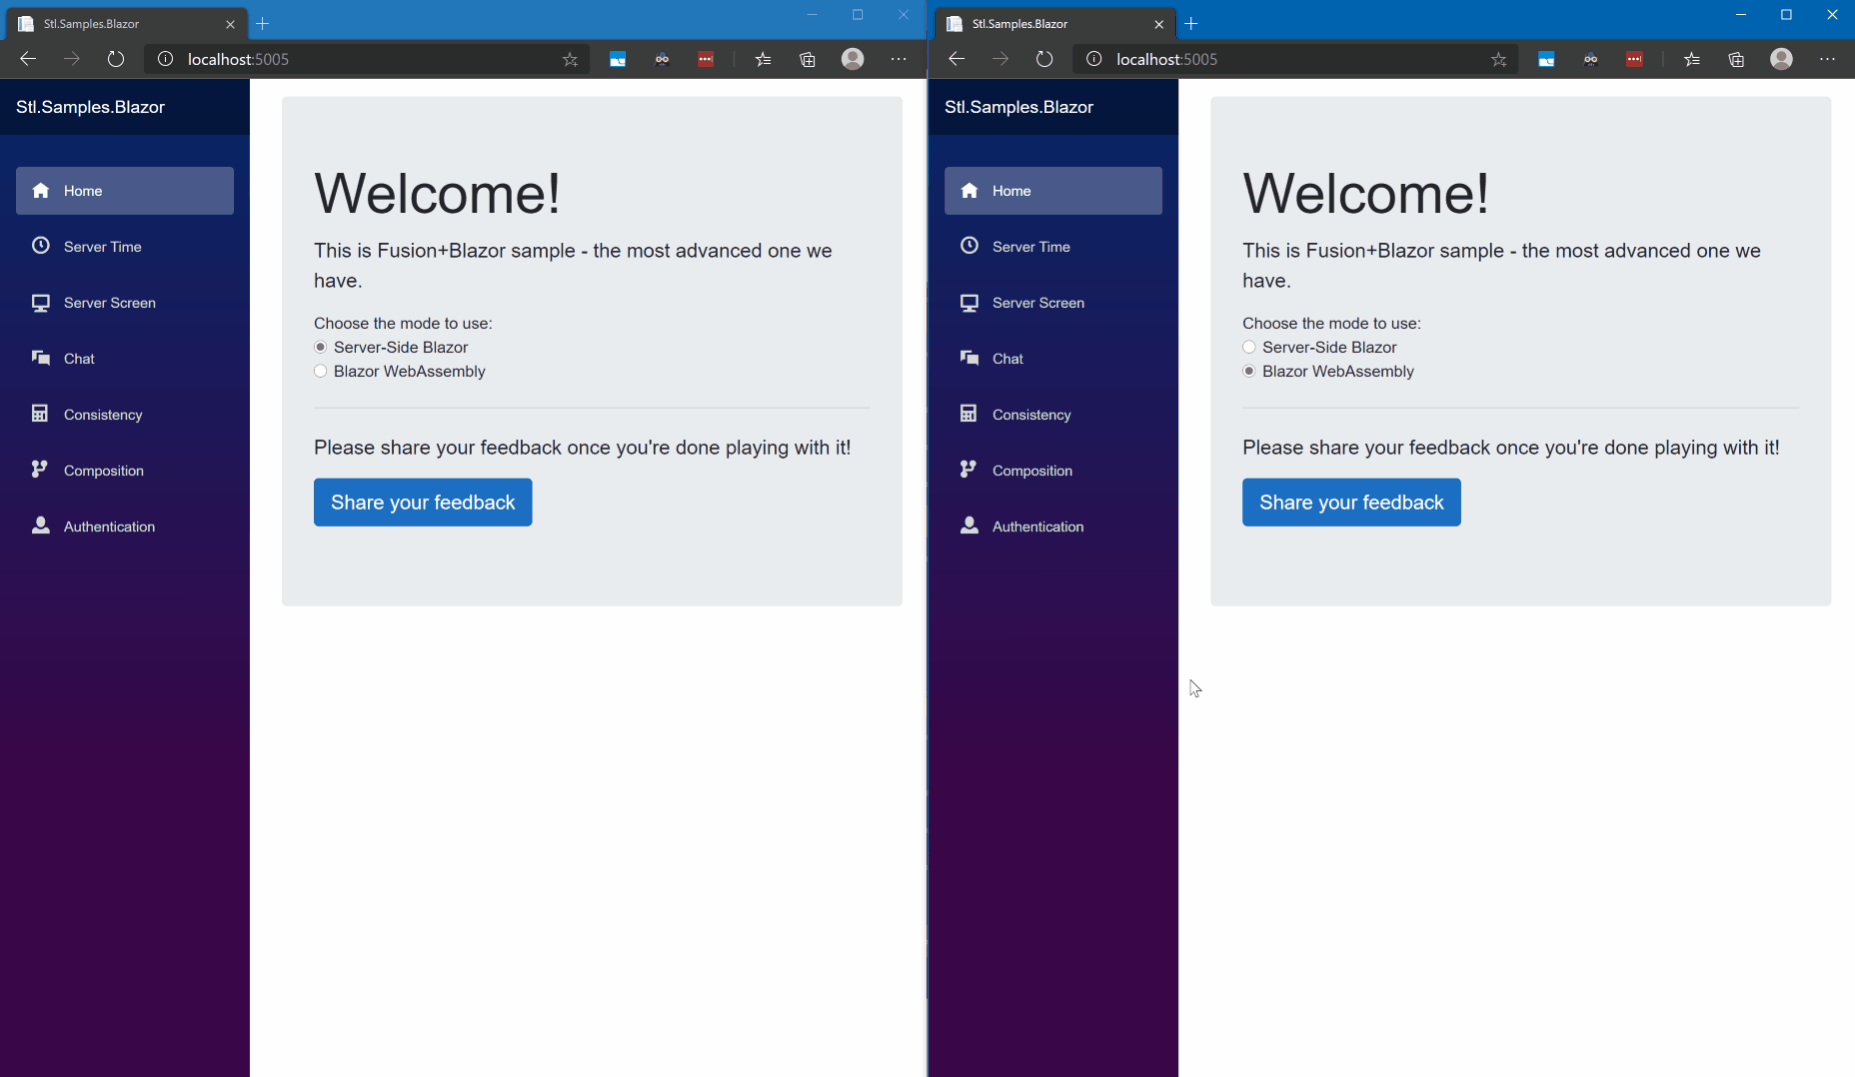 Stl.Samples.Blazor
localhost:5005
Stl.Samples.Blazor
Home
Server Time
Server Screen
Chat
Consistency
Composition
Authentication
Welcome!
This is Fusion+Blazor sample - the most advanced one we
have.
Choose the mode to use:
Server-Side Blazor
Blazor WebAssembly
Please share your feedback once you're done playing with it!
Share your feedback
Stl.Samples.Blazor
localhost:5005
Stl.Samples.Blazor
Home
Server Time
Server Screen
Chat
Consistency
Composition
Authentication
Welcome!
This is Fusion+Blazor sample - the most advanced one we
have.
Choose the mode to use:
Server-Side Blazor
Blazor WebAssembly
Please share your feedback once you're done playing with it!
Share your feedback